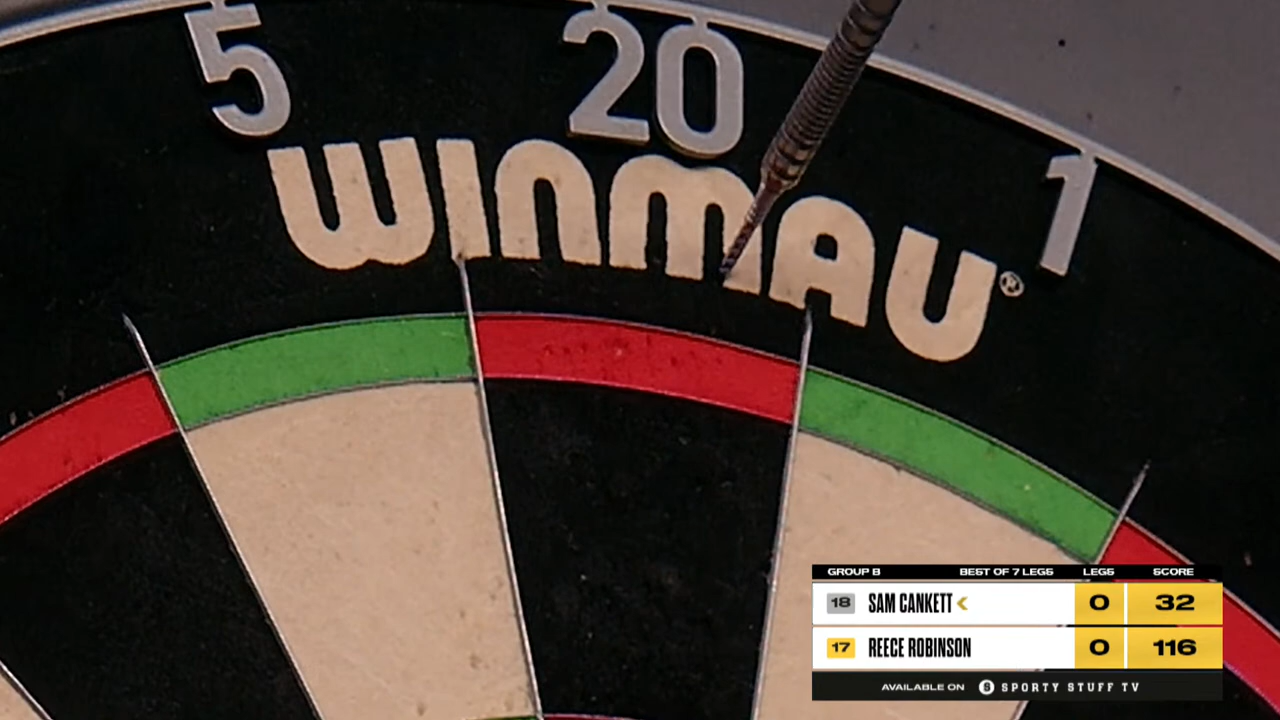 5 20 1
WINMAU®
GROUP B BEST OF 7 LEGS LEGS SCORE
18 SAM CANKETT 0 32
17 REECE ROBINSON 0 116
AVAILABLE ON S SPORTY STUFF TV